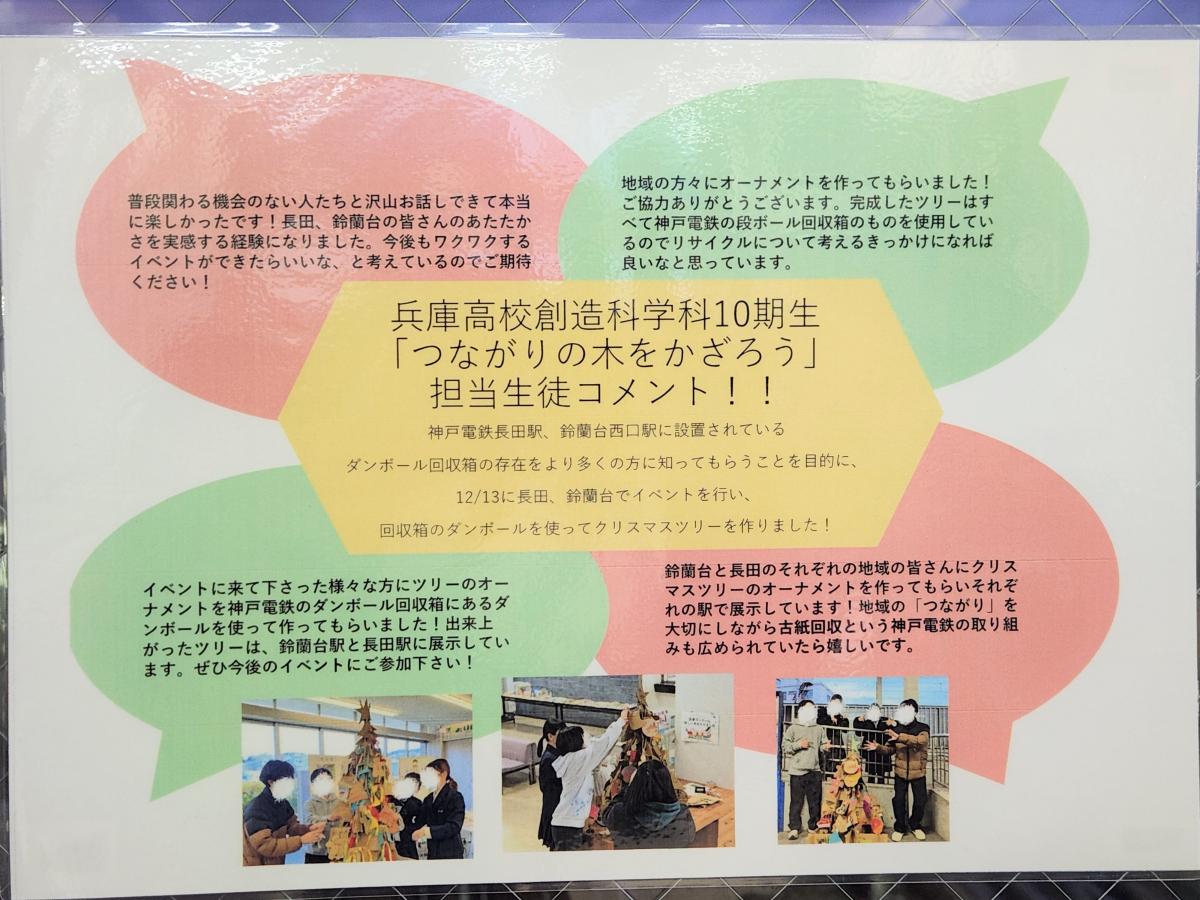 普段関わる機会のない人たちと沢山お話しできて本当
に楽しかったです！長田、鈴蘭台の皆さんのあたたか
さを実感する経験になりました。今後もワクワクする
イベントができたらいいな、と考えているのでご期待
ください！
地域の方々にオーナメントを作ってもらいました！
ご協力ありがとうございます。完成したツリーはす
べて神戸電鉄の段ボール回収箱のものを使用してい
るのでリサイクルについて考えるきっかけになれば
良いなと思っています。
兵庫高校創造科学科10期生
「つながりの木をかざろう」
担当生徒コメント！！
神戸電鉄長田駅、鈴蘭台西口駅に設置されている
ダンボール回収箱の存在をより多くの方に知ってもらうことを目的に、
12/13に長田、鈴蘭台でイベントを行い、
回収箱のダンボールを使ってクリスマスツリーを作りました！
イベントに来て下さった様々な方にツリーのオー
ナメントを神戸電鉄のダンボール回収箱にあるダ
ンボールを使って作ってもらいました！出来上
がったツリーは、鈴蘭台駅と長田駅に展示してい
ます。ぜひ今後のイベントにご参加下さい！
鈴蘭台と長田のそれぞれの地域の皆さんにクリス
マスツリーのオーナメントを作ってもらいそれぞ
れの駅で展示しています！地域の「つながり」を
大切にしながら古紙回収という神戸電鉄の取り組
みも広められていたら嬉しいです。